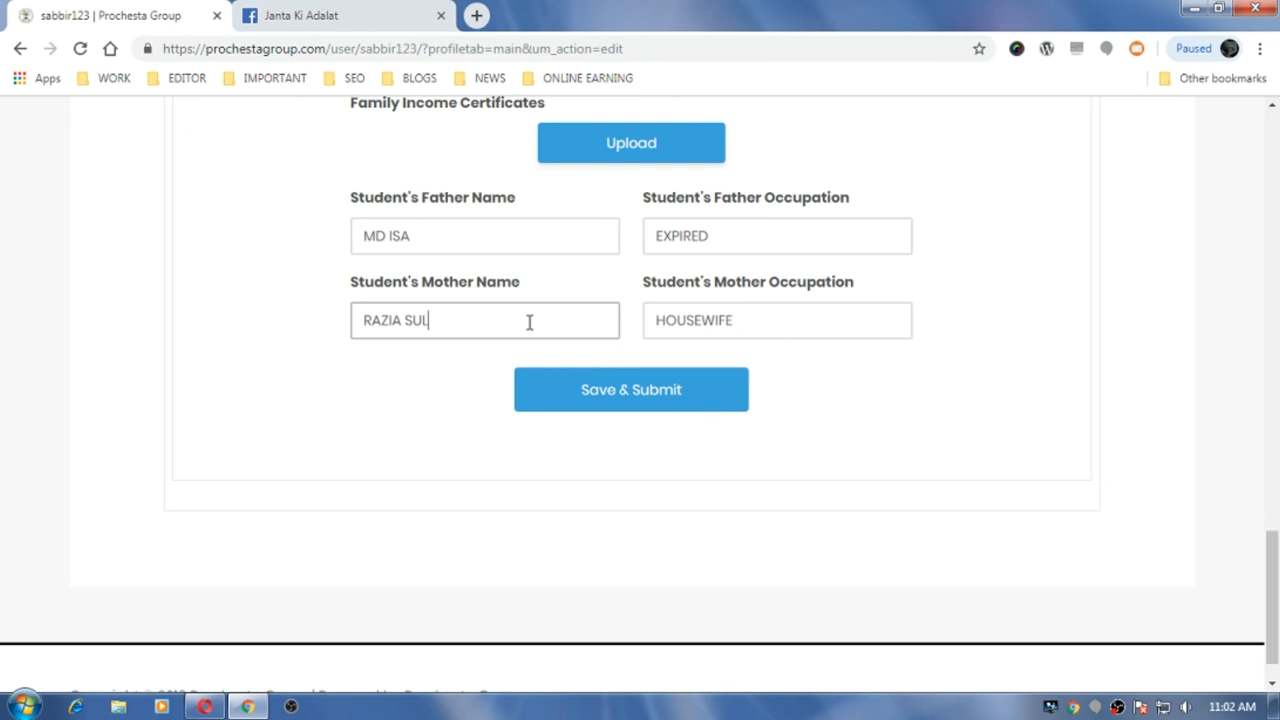 sabbir123 | Prochesta Group
Janta Ki Adalat
https://prochestagroup.com/user/sabbir123/?profiletab=main&um_action=edit
Paused
Apps WORK EDITOR IMPORTANT SEO BLOGS NEWS ONLINE EARNING Other bookmarks
Family Income Certificates
Upload
Student's Father Name Student's Father Occupation
MD ISA EXPIRED
Student's Mother Name Student's Mother Occupation
RAZIA SUL HOUSEWIFE
Save & Submit
11:02 AM